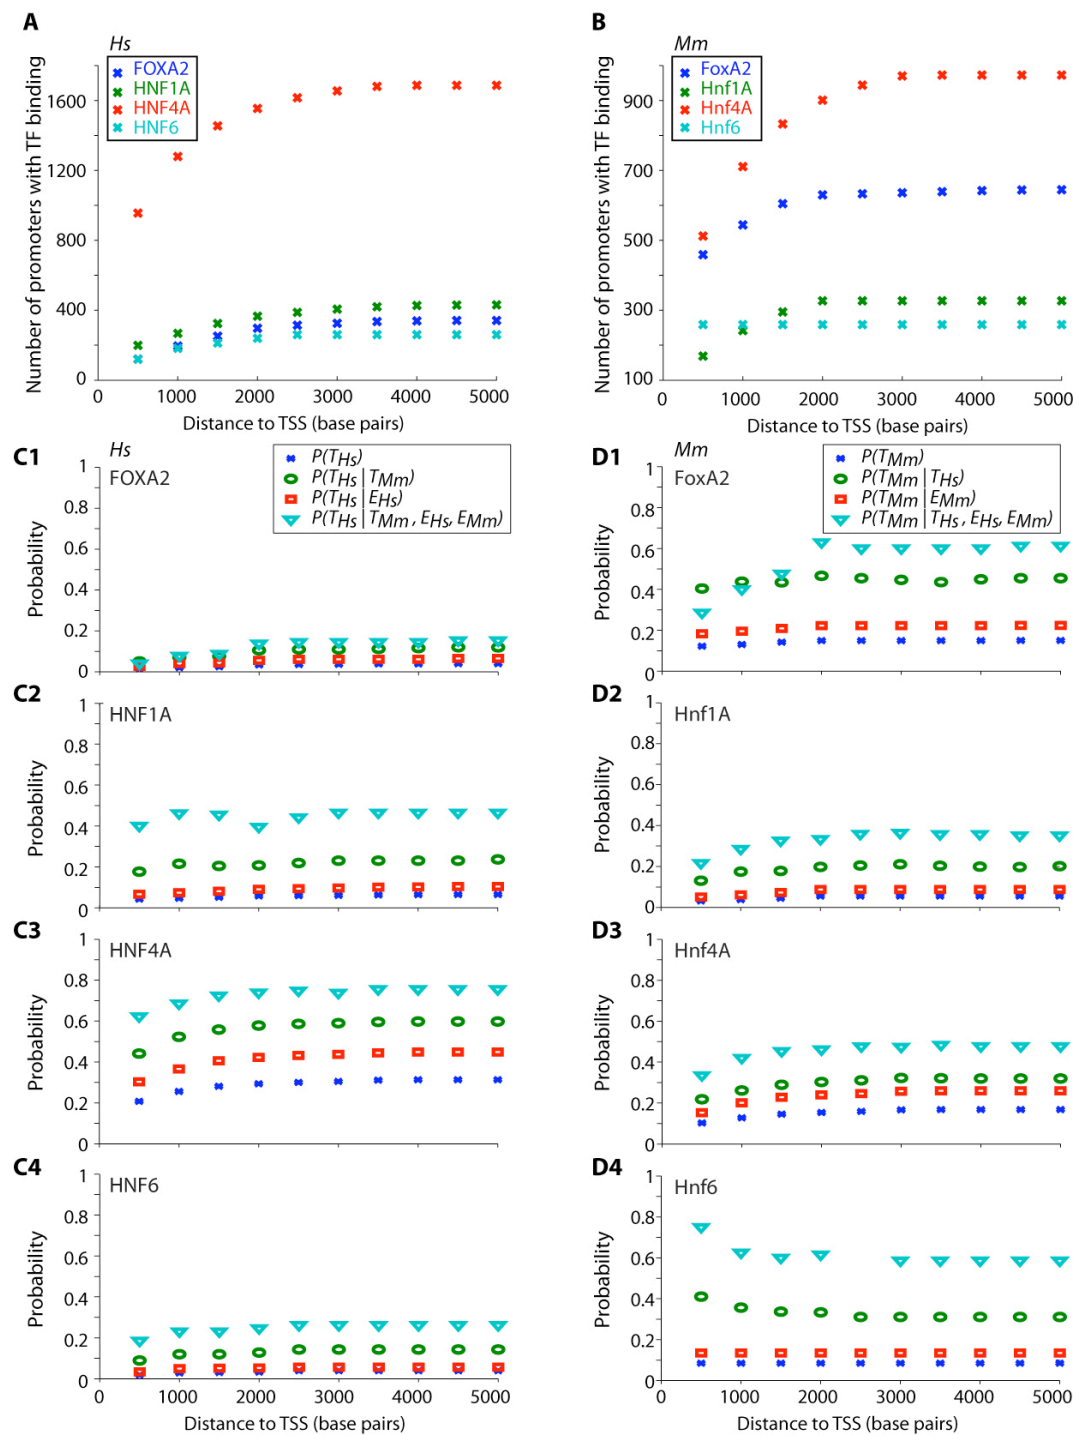 A
Hs
FOXA2
HNF1A
HNF4A
HNF6
Number of promoters with TF binding
1600
1200
800
400
0
0 1000 2000 3000 4000 5000
Distance to TSS (base pairs)
B
Mm
FoxA2
Hnf1A
Hnf4A
Hnf6
Number of promoters with TF binding
900
700
500
300
100
0 1000 2000 3000 4000 5000
Distance to TSS (base pairs)
C1
Hs
FOXA2
P(THs)
P(THs | TMm)
P(THs | EHs)
P(THs | TMm , EHs, EMm)
Probability
1
0.8
0.6
0.4
0.2
0
D1
Mm
FoxA2
P(TMm)
P(TMm | THs)
P(TMm | EMm)
P(TMm | THs, EHs, EMm)
Probability
1
0.8
0.6
0.4
0.2
0
C2
HNF1A
Probability
1
0.8
0.6
0.4
0.2
0
D2
Hnf1A
Probability
1
0.8
0.6
0.4
0.2
0
C3
HNF4A
Probability
1
0.8
0.6
0.4
0.2
0
D3
Hnf4A
Probability
1
0.8
0.6
0.4
0.2
0
C4
HNF6
Probability
1
0.8
0.6
0.4
0.2
0
0 1000 2000 3000 4000 5000
Distance to TSS (base pairs)
D4
Hnf6
Probability
1
0.8
0.6
0.4
0.2
0
0 1000 2000 3000 4000 5000
Distance to TSS (base pairs)